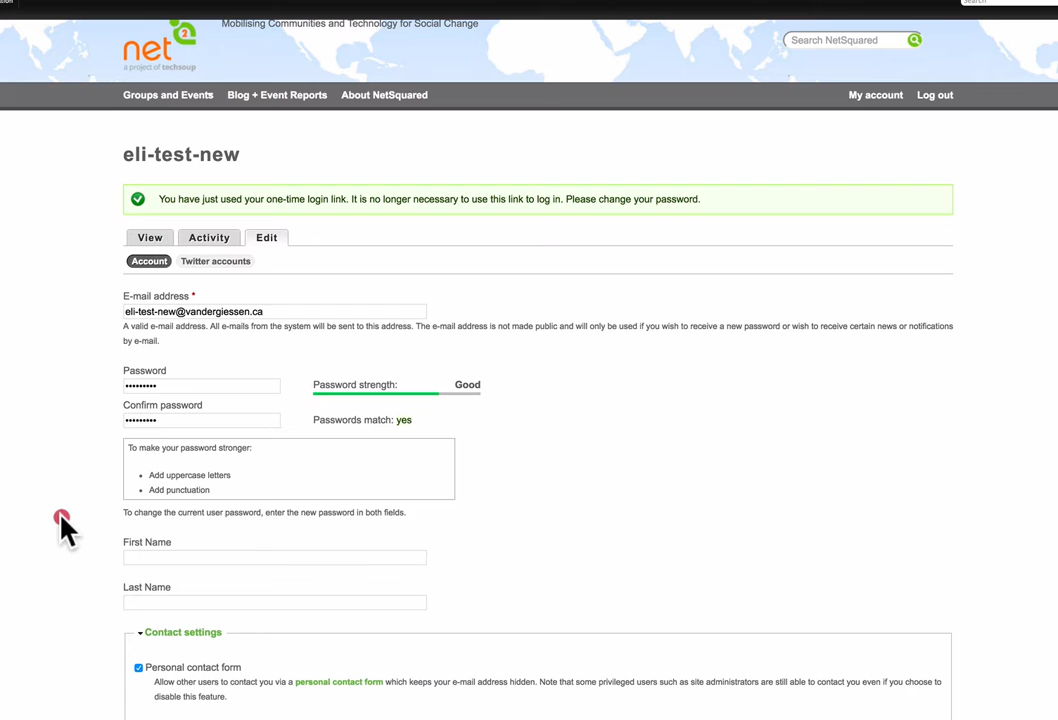 Search
Mobilising Communities and Technology for Social Change
net2
a project of techsoup
Search NetSquared
Groups and Events Blog + Event Reports About NetSquared My account Log out
eli-test-new
You have just used your one-time login link. It is no longer necessary to use this link to log in. Please change your password.
View Activity Edit
Account Twitter accounts
E-mail address *
eli-test-new@vandergiessen.ca
A valid e-mail address. All e-mails from the system will be sent to this address. The e-mail address is not made public and will only be used if you wish to receive a new password or wish to receive certain news or notifications
by e-mail.
Password
•••••••••
Password strength: Good
Confirm password
•••••••••
Passwords match: yes
To make your password stronger:
• Add uppercase letters
• Add punctuation
To change the current user password, enter the new password in both fields.
First Name
Last Name
Contact settings
Personal contact form
Allow other users to contact you via a personal contact form which keeps your e-mail address hidden. Note that some privileged users such as site administrators are still able to contact you even if you choose to
disable this feature.